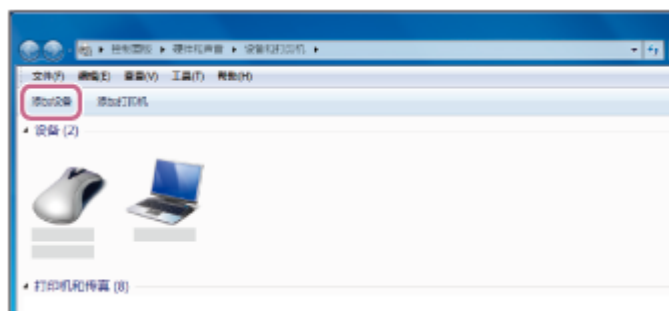 控制面板 硬件和声音 设备和打印机
文件(F) 编辑(E) 查看(V) 工具(T) 帮助(H)
添加设备 添加打印机
设备 (2)
打印机和传真 (8)